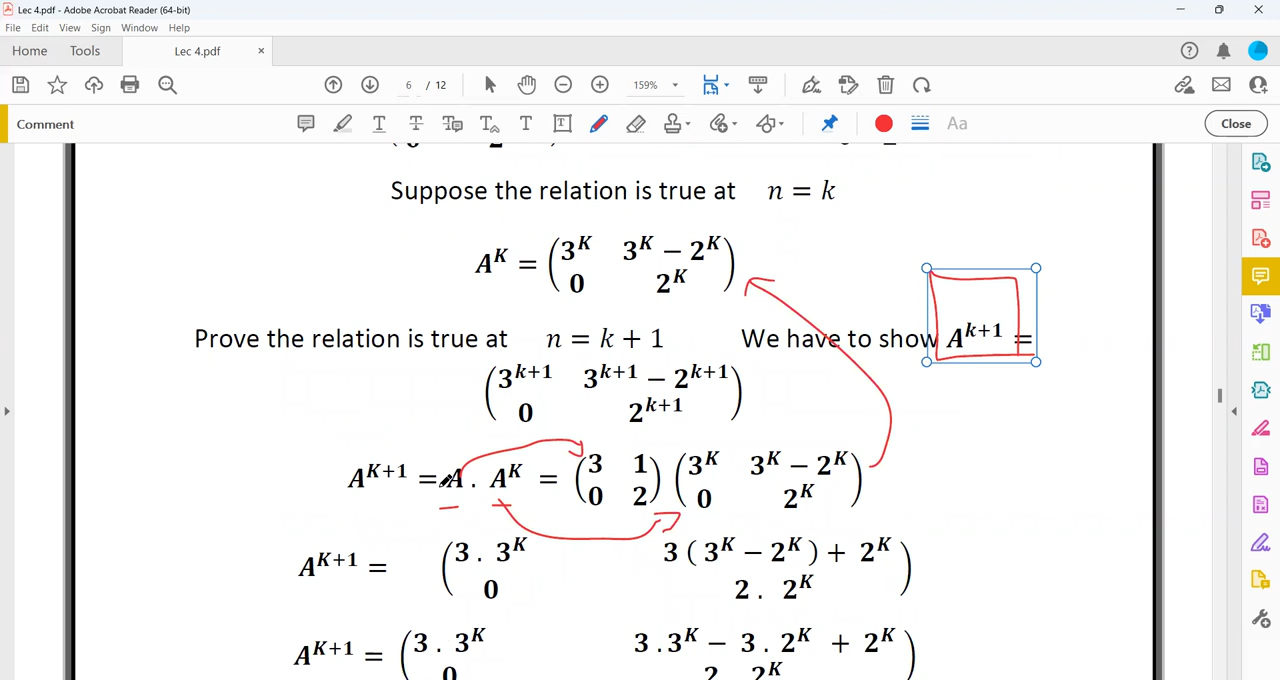 Lec 4.pdf - Adobe Acrobat Reader (64-bit)
File Edit View Sign Window Help
Home Tools Lec 4.pdf ×
6 / 12 159%
Comment Close
Suppose the relation is true at n = k
A^K = (3^K 3^K − 2^K
0 2^K)
Prove the relation is true at n = k + 1 We have to show A^{k+1} =
(3^{k+1} 3^{k+1} − 2^{k+1}
0 2^{k+1})
A^{K+1} = A . A^K = (3 1
0 2) (3^K 3^K − 2^K
0 2^K)
A^{K+1} = (3 . 3^K 3 ( 3^K − 2^K ) + 2^K
0 2 . 2^K)
A^{K+1} = (3 . 3^K 3 .3^K − 3 . 2^K + 2^K
0 2 2^K)